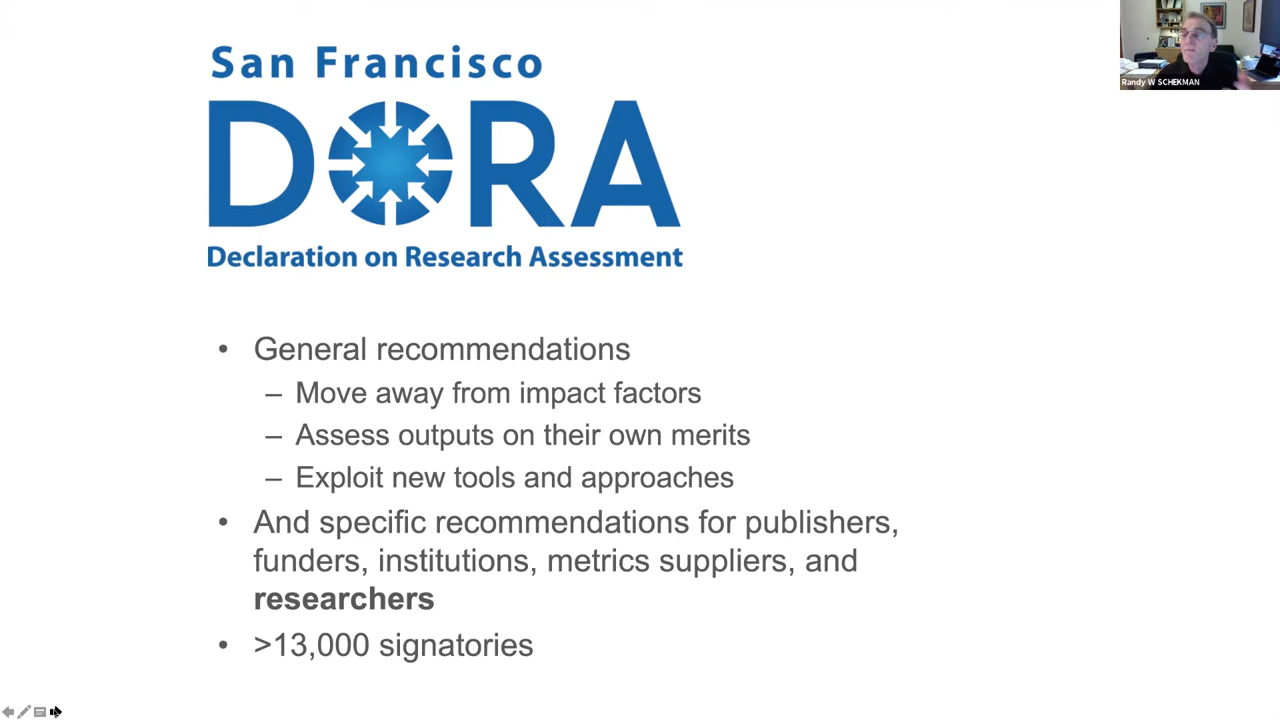 San Francisco
DORA
Declaration on Research Assessment
• General recommendations
– Move away from impact factors
– Assess outputs on their own merits
– Exploit new tools and approaches
• And specific recommendations for publishers,
funders, institutions, metrics suppliers, and
researchers
• >13,000 signatories
Randy W SCHEKMAN